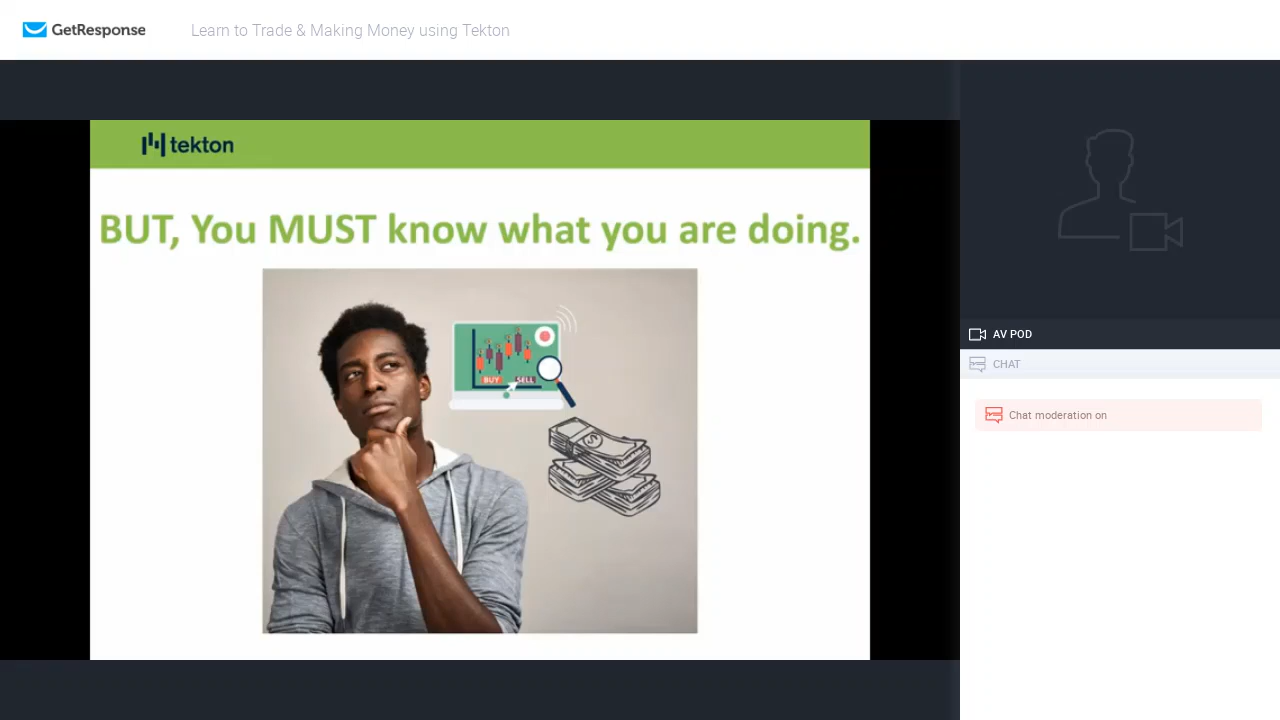 GetResponse
Learn to Trade & Making Money using Tekton
tekton
BUT, You MUST know what you are doing.
BUY
SELL
$
AV POD
CHAT
Chat moderation on